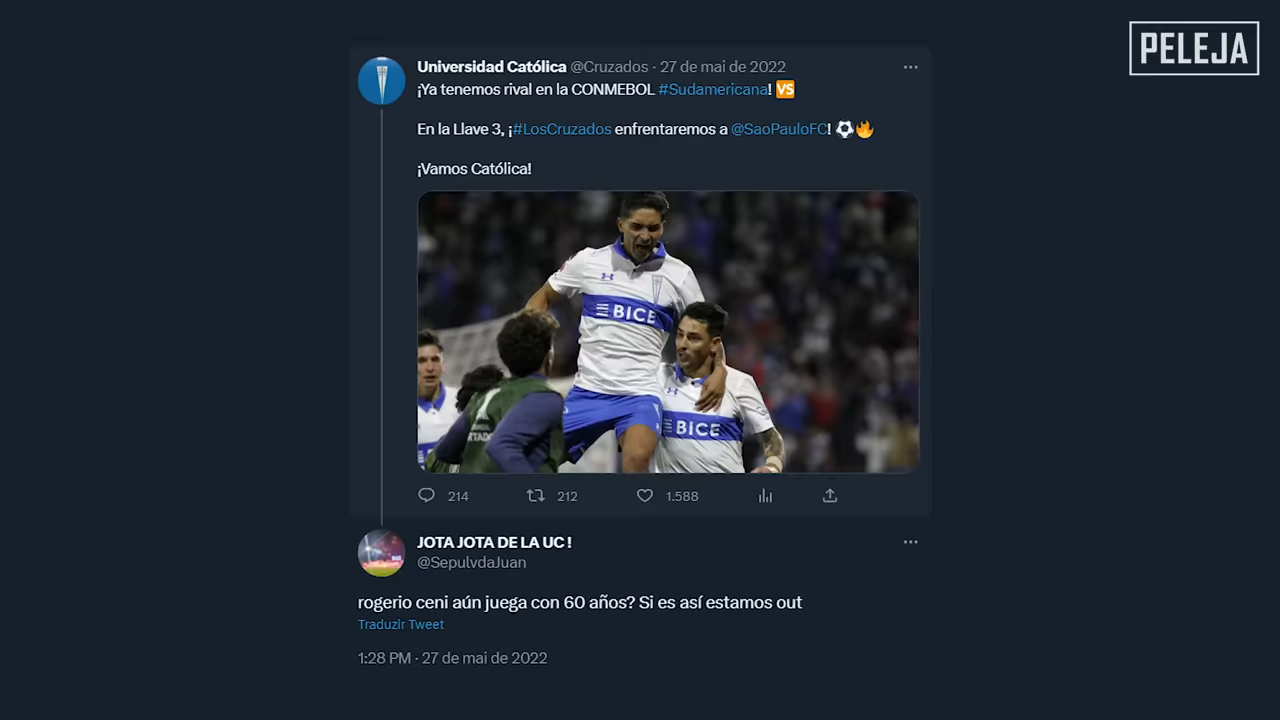 PELEJA
Universidad Católica @Cruzados · 27 de mai de 2022
¡Ya tenemos rival en la CONMEBOL #Sudamericana! 🆚
En la Llave 3, ¡#LosCruzados enfrentaremos a @SaoPauloFC! ⚽🔥
¡Vamos Católica!
BICE
BICE
214 212 1.588
JOTA JOTA DE LA UC !
@SepulvdaJuan
rogerio ceni aún juega con 60 años? Si es así estamos out
Traduzir Tweet
1:28 PM · 27 de mai de 2022